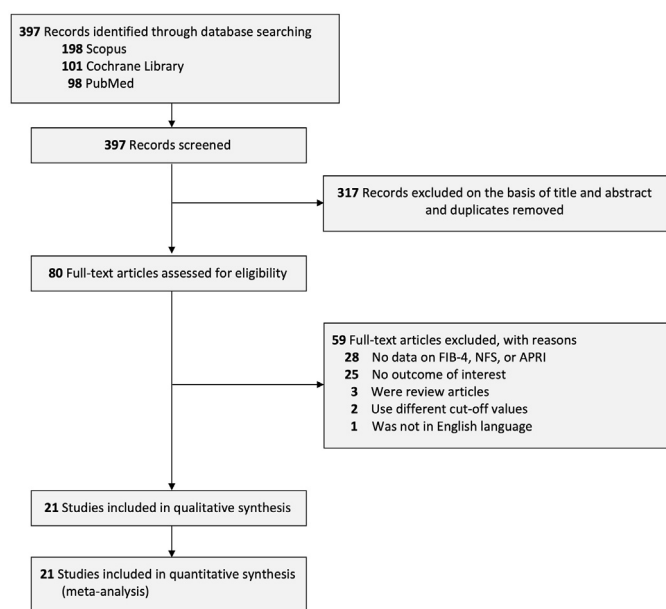 397 Records identified through database searching
198 Scopus
101 Cochrane Library
98 PubMed
397 Records screened
317 Records excluded on the basis of title and abstract
and duplicates removed
80 Full-text articles assessed for eligibility
59 Full-text articles excluded, with reasons
28 No data on FIB-4, NFS, or APRI
25 No outcome of interest
3 Were review articles
2 Use different cut-off values
1 Was not in English language
21 Studies included in qualitative synthesis
21 Studies included in quantitative synthesis
(meta-analysis)